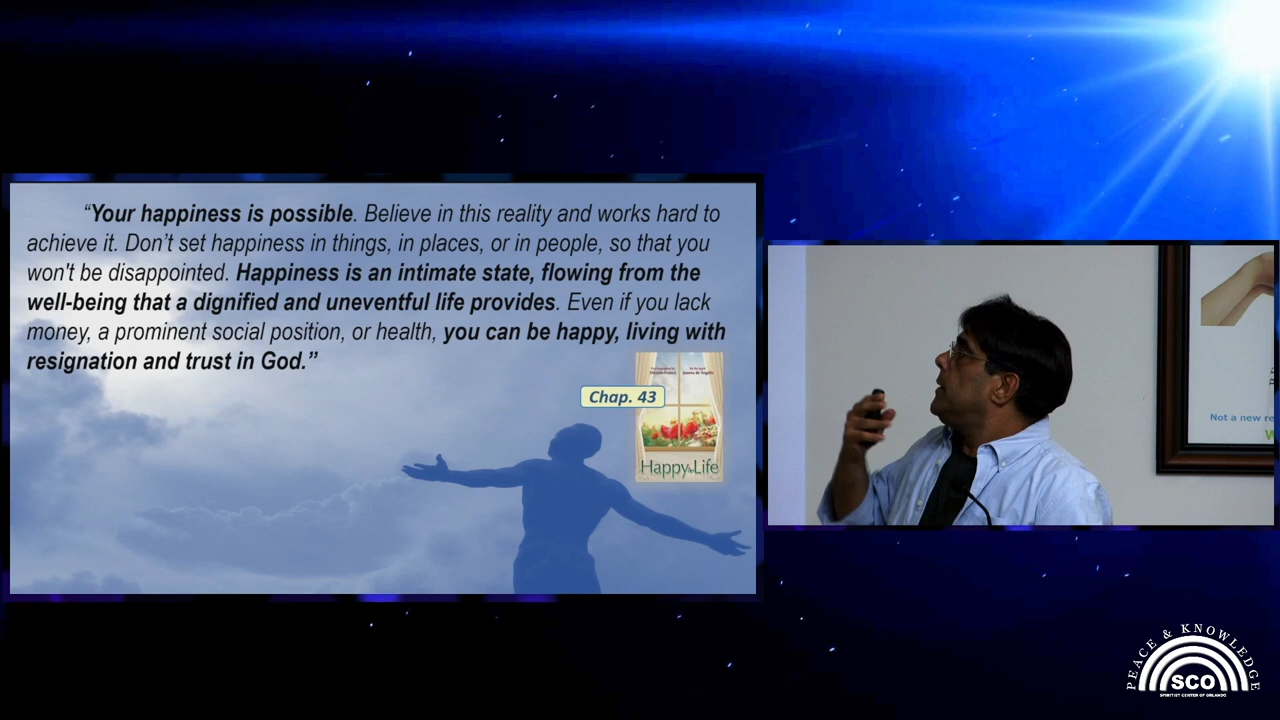 “Your happiness is possible. Believe in this reality and works hard to
achieve it. Don’t set happiness in things, in places, or in people, so that you
won't be disappointed. Happiness is an intimate state, flowing from the
well-being that a dignified and uneventful life provides. Even if you lack
money, a prominent social position, or health, you can be happy, living with
resignation and trust in God.”
Chap. 43
Happy Life
Not a new re
W
PEACE & KNOWLEDGE
SCO
SPIRITIST CENTER OF ORLANDO